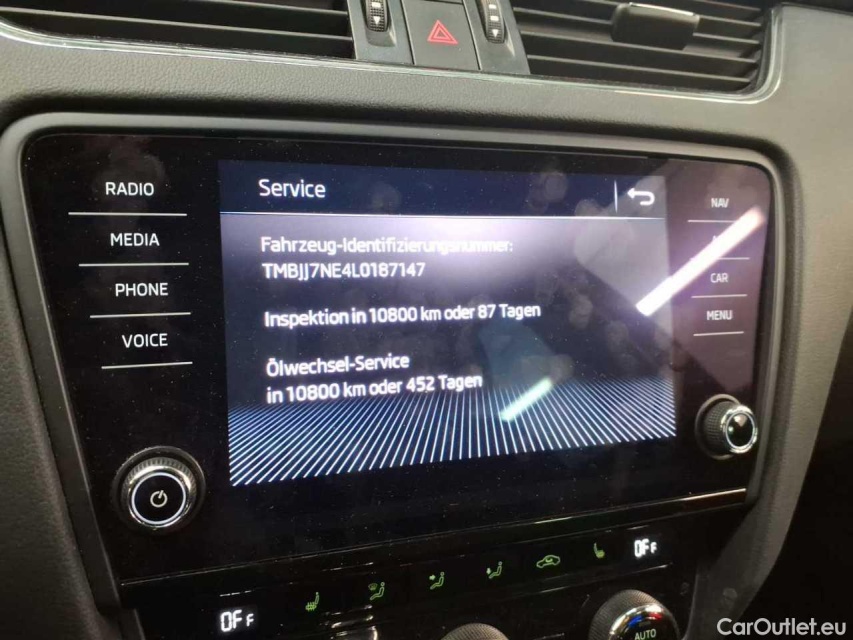 RADIO
MEDIA
PHONE
VOICE
Service
Fahrzeug-Identifizierungsnummer:
TMBJJ7NE4L0187147
Inspektion in 10800 km oder 87 Tagen
Ölwechsel-Service
in 10800 km oder 452 Tagen
NAV
CAR
MENU
OFF
OFF
AUTO
CarOutlet.eu